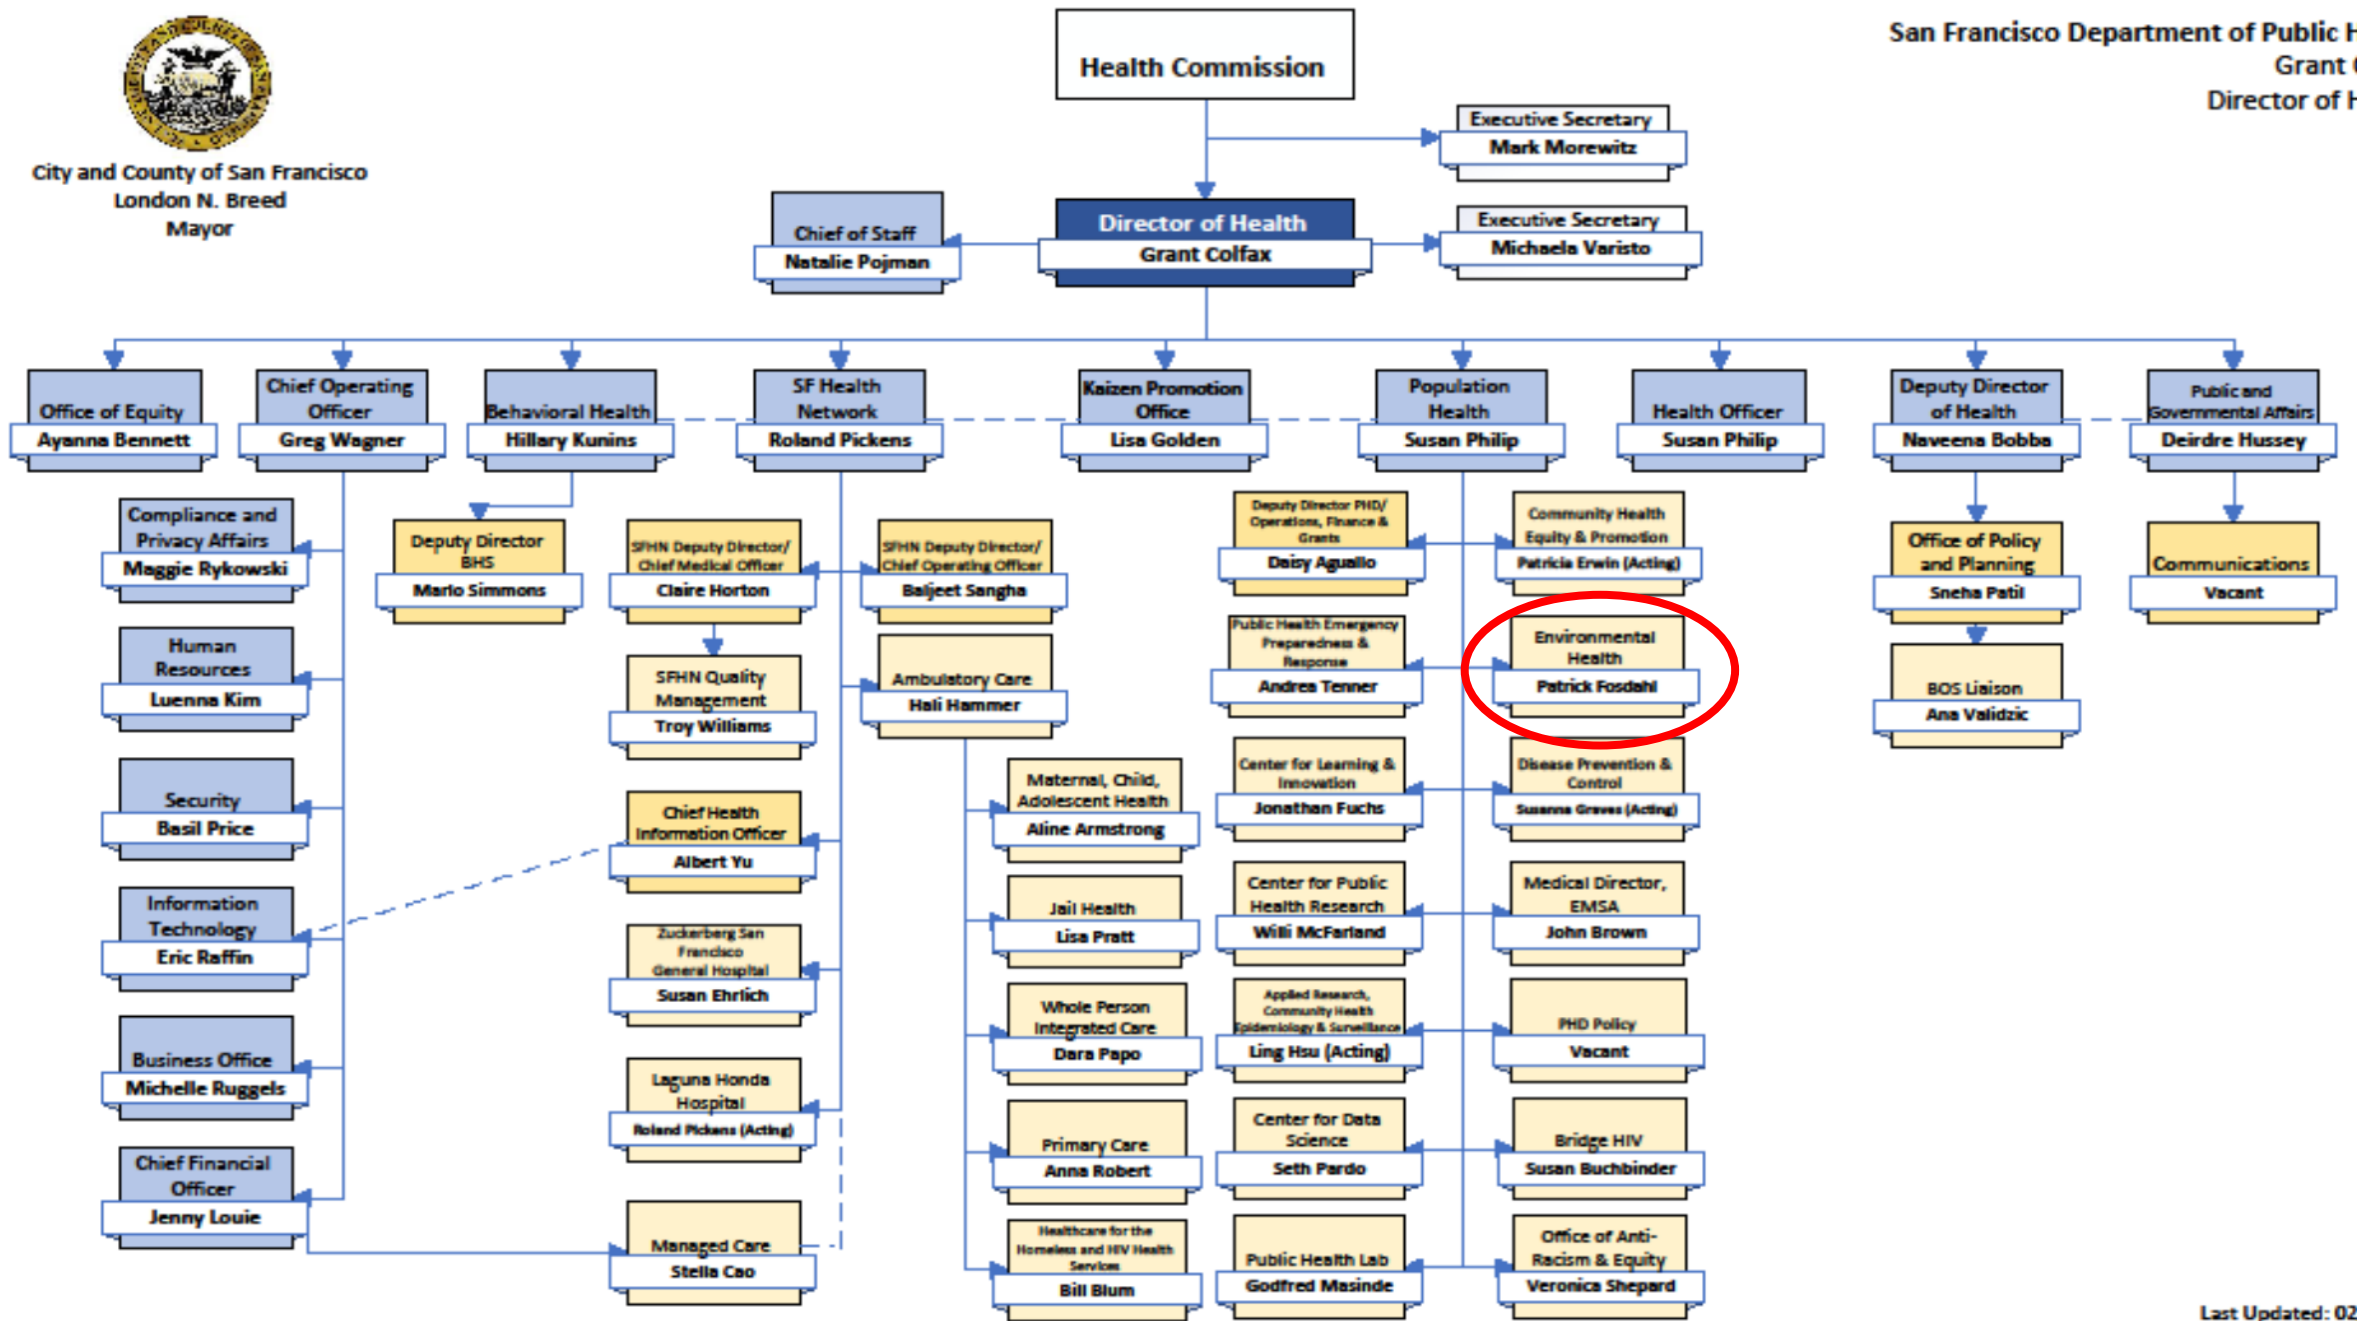 City and County of San Francisco
London N. Breed
Mayor
San Francisco Department of Public
Grant
Director of
Health Commission
Executive Secretary
Mark Morewitz
Director of Health
Grant Colfax
Chief of Staff
Natalie Pojman
Executive Secretary
Michaela Varisto
Office of Equity
Ayanna Bennett
Chief Operating
Officer
Greg Wagner
Behavioral Health
Hillary Kunins
SF Health
Network
Roland Pickens
Kaizen Promotion
Office
Lisa Golden
Population
Health
Susan Philip
Health Officer
Susan Philip
Deputy Director
of Health
Naveena Bobba
Public and
Governmental Affairs
Deirdre Hussey
Compliance and
Privacy Affairs
Maggie Rykowski
Human
Resources
Luenna Kim
Security
Basil Price
Information
Technology
Eric Raffin
Business Office
Michelle Ruggels
Chief Financial
Officer
Jenny Louie
Deputy Director
BHS
Marlo Simmons
SFHN Deputy Director/
Chief Medical Officer
Claire Horton
SFHN Quality
Management
Troy Williams
Chief Health
Information Officer
Albert Yu
Zuckerberg San
Francisco
General Hospital
Susan Ehrlich
Laguna Honda
Hospital
Roland Pickens (Acting)
Managed Care
Stella Cao
SFHN Deputy Director/
Chief Operating Officer
Baljeet Sangha
Ambulatory Care
Hali Hammer
Maternal, Child,
Adolescent Health
Aline Armstrong
Jail Health
Lisa Pratt
Whole Person
Integrated Care
Dara Papo
Primary Care
Anna Robert
Healthcare for the
Homeless and HIV Health
Services
Bill Blum
Deputy Director PHD/
Operations, Finance &
Grants
Daisy Aguallo
Public Health Emergency
Preparedness &
Response
Andrea Tenner
Center for Learning &
Innovation
Jonathan Fuchs
Center for Public
Health Research
Willi McFarland
Applied Research,
Community Health
Epidemiology & Surveillance
Ling Hsu (Acting)
Center for Data
Science
Seth Pardo
Public Health Lab
Godfred Masinde
Community Health
Equity & Promotion
Patricia Erwin (Acting)
Environmental
Health
Patrick Fosdahl
Disease Prevention &
Control
Susanna Graves (Acting)
Medical Director,
EMSA
John Brown
PHD Policy
Vacant
Bridge HIV
Susan Buchbinder
Office of Anti-
Racism & Equity
Veronica Shepard
Office of Policy
and Planning
Sneha Patil
BOS Liaison
Ana Validzic
Communications
Vacant
Last Updated: 02